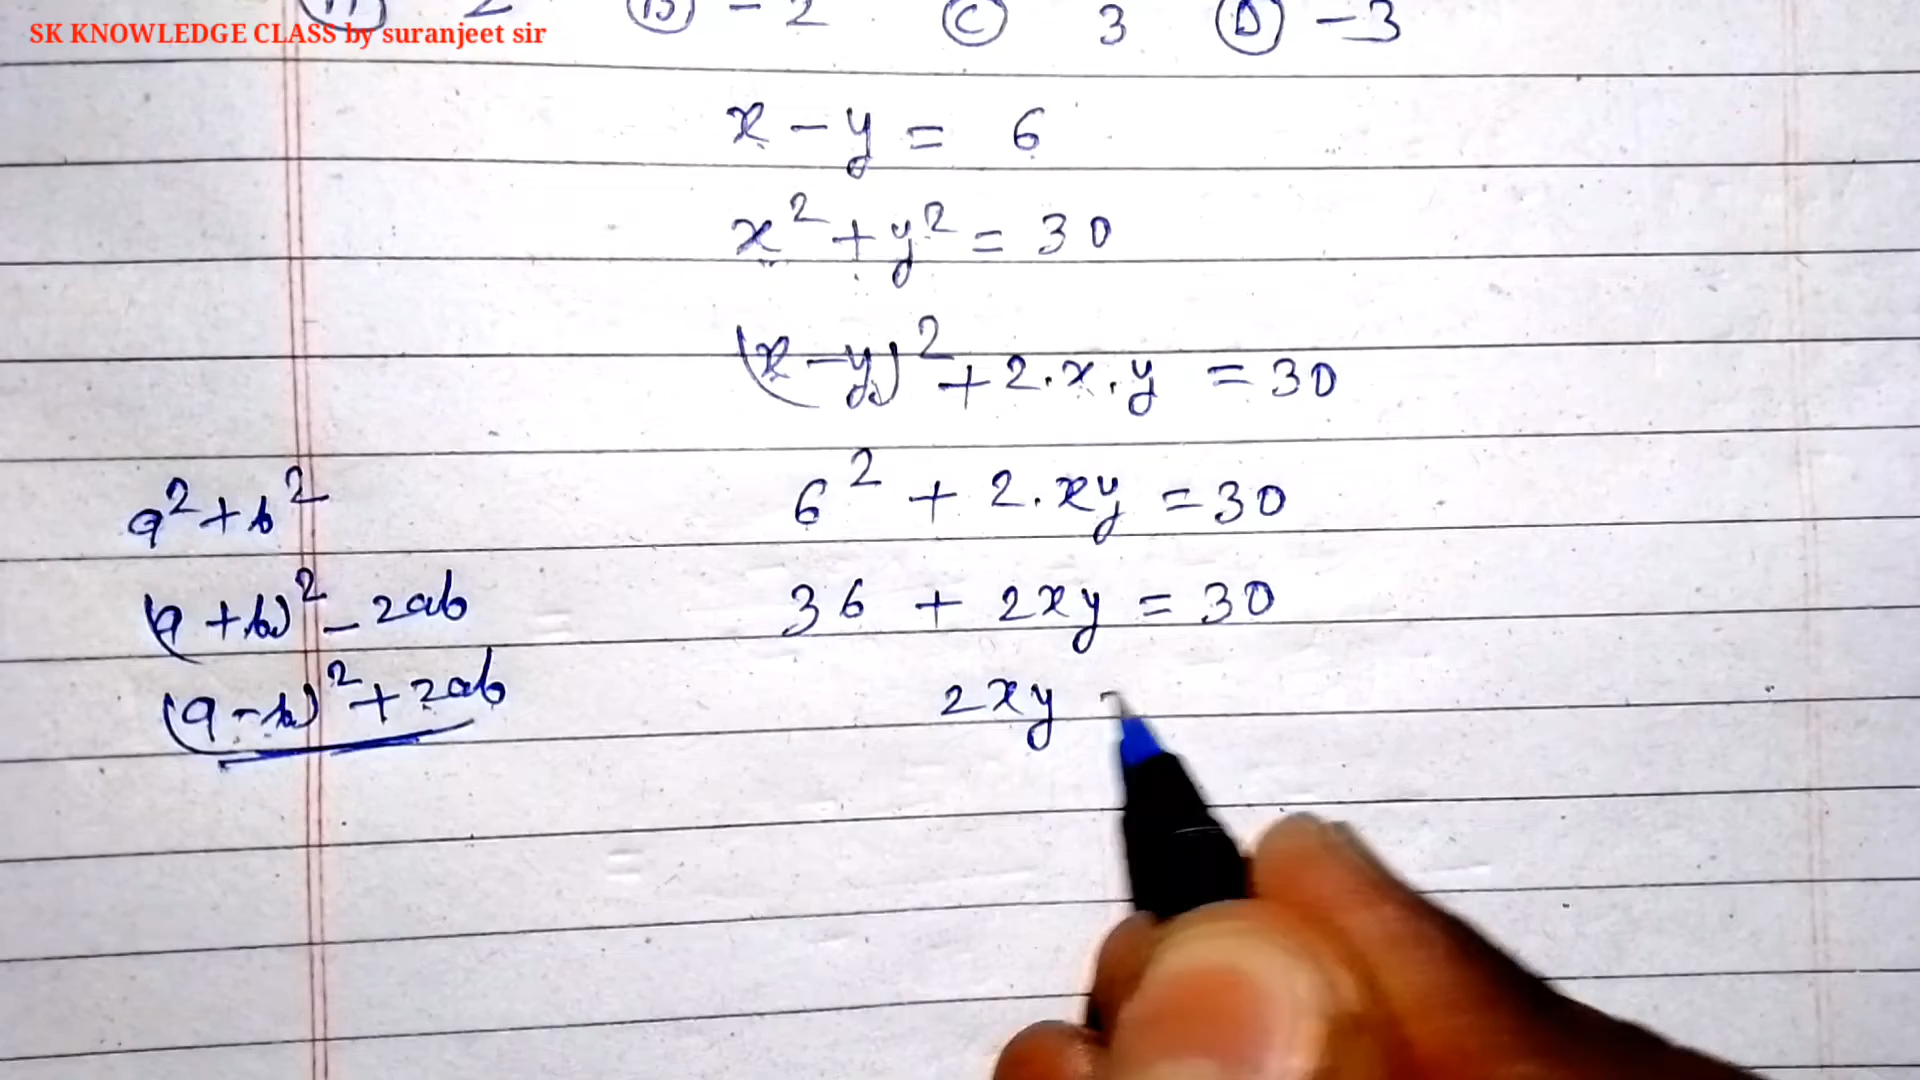 (A) 2 (B) -2 (C) 3 (D) -3
SK KNOWLEDGE CLASS by suranjeet sir
x - y = 6
x² + y² = 30
(x - y)² + 2.x.y = 30
6² + 2.xy = 30
36 + 2xy = 30
2xy
a² + b²
(a + b)² - 2ab
(a - b)² + 2ab